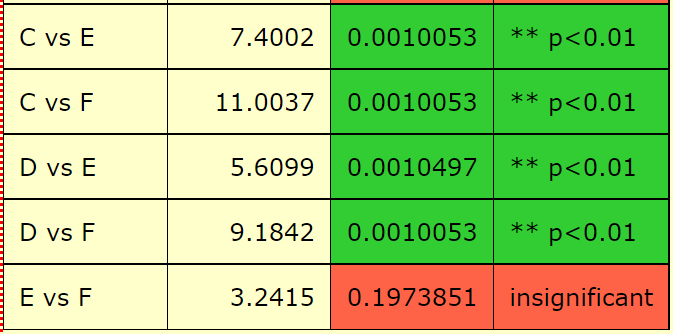 C vs E 7.4002 0.0010053 ** p<0.01
C vs F 11.0037 0.0010053 ** p<0.01
D vs E 5.6099 0.0010497 ** p<0.01
D vs F 9.1842 0.0010053 ** p<0.01
E vs F 3.2415 0.1973851 insignificant